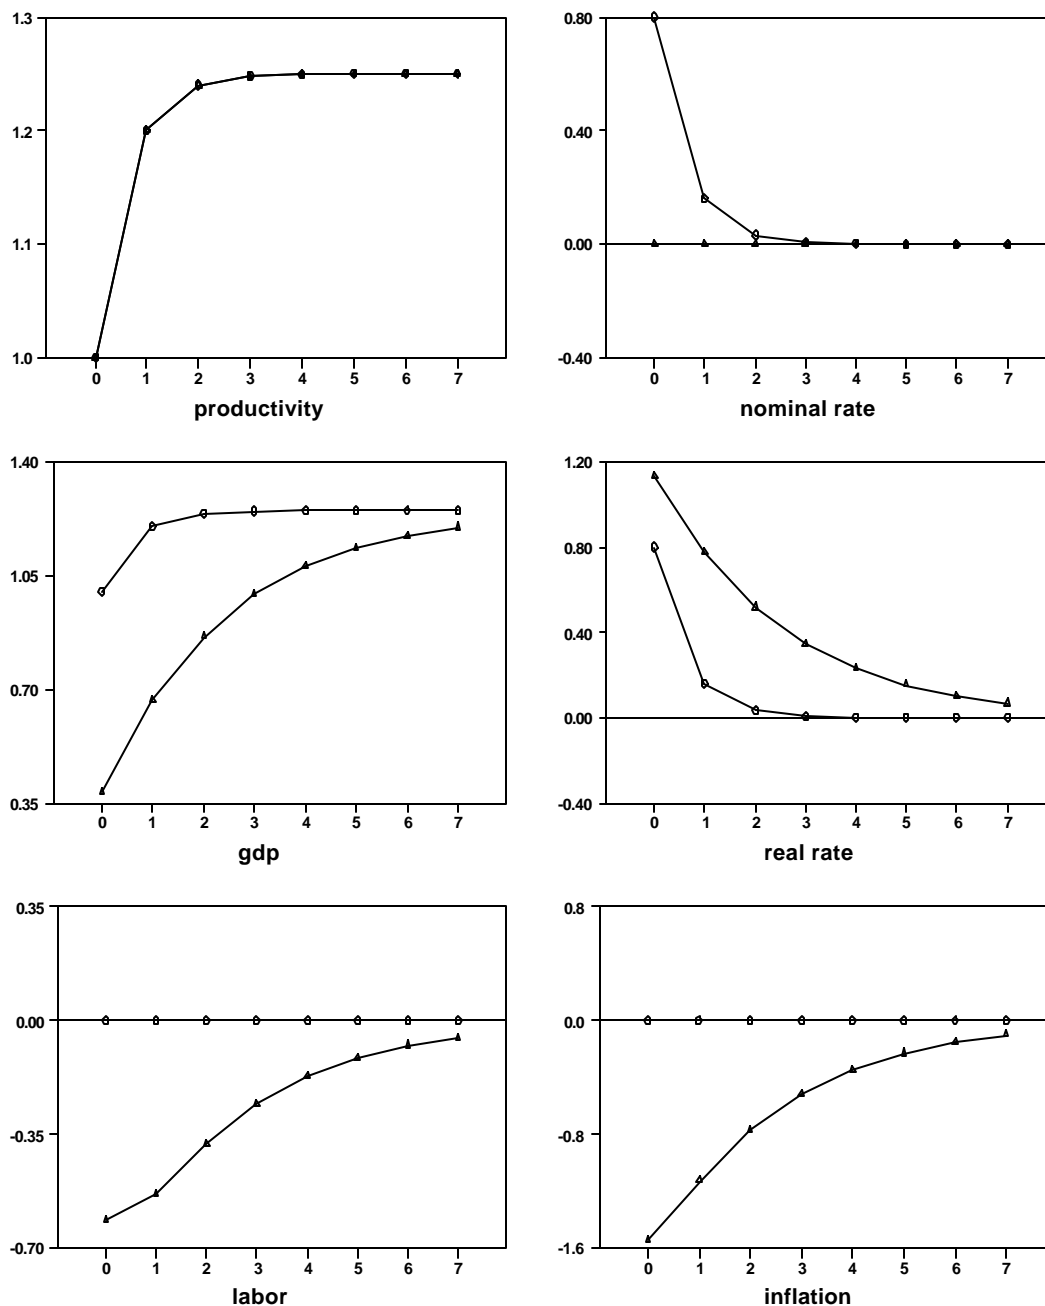 1.3
1.2
1.1
1.0
0 1 2 3 4 5 6 7
productivity
0.80
0.40
0.00
-0.40
0 1 2 3 4 5 6 7
nominal rate
1.40
1.05
0.70
0.35
0 1 2 3 4 5 6 7
gdp
1.20
0.80
0.40
0.00
-0.40
0 1 2 3 4 5 6 7
real rate
0.35
0.00
-0.35
-0.70
0 1 2 3 4 5 6 7
labor
0.8
0.0
-0.8
-1.6
0 1 2 3 4 5 6 7
inflation